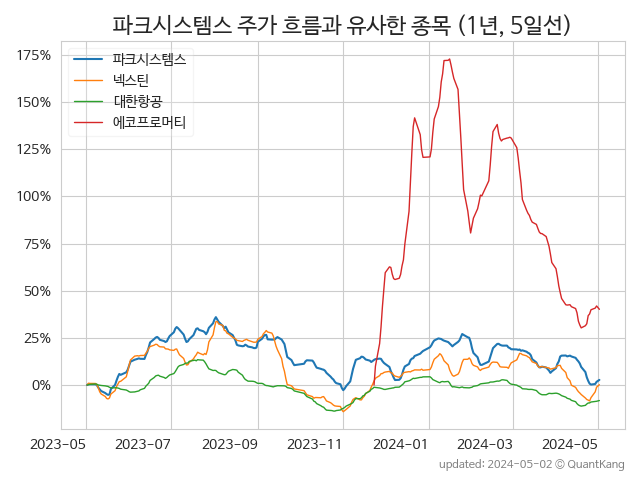 파크시스템스 주가 흐름과 유사한 종목 (1년, 5일선)
175%
150%
125%
100%
75%
50%
25%
0%
파크시스템스
넥스틴
대한항공
에코프로머티
2023-05
2023-07
2023-09
2023-11
2024-01
2024-03
2024-05
updated: 2024-05-02 © QuantKang